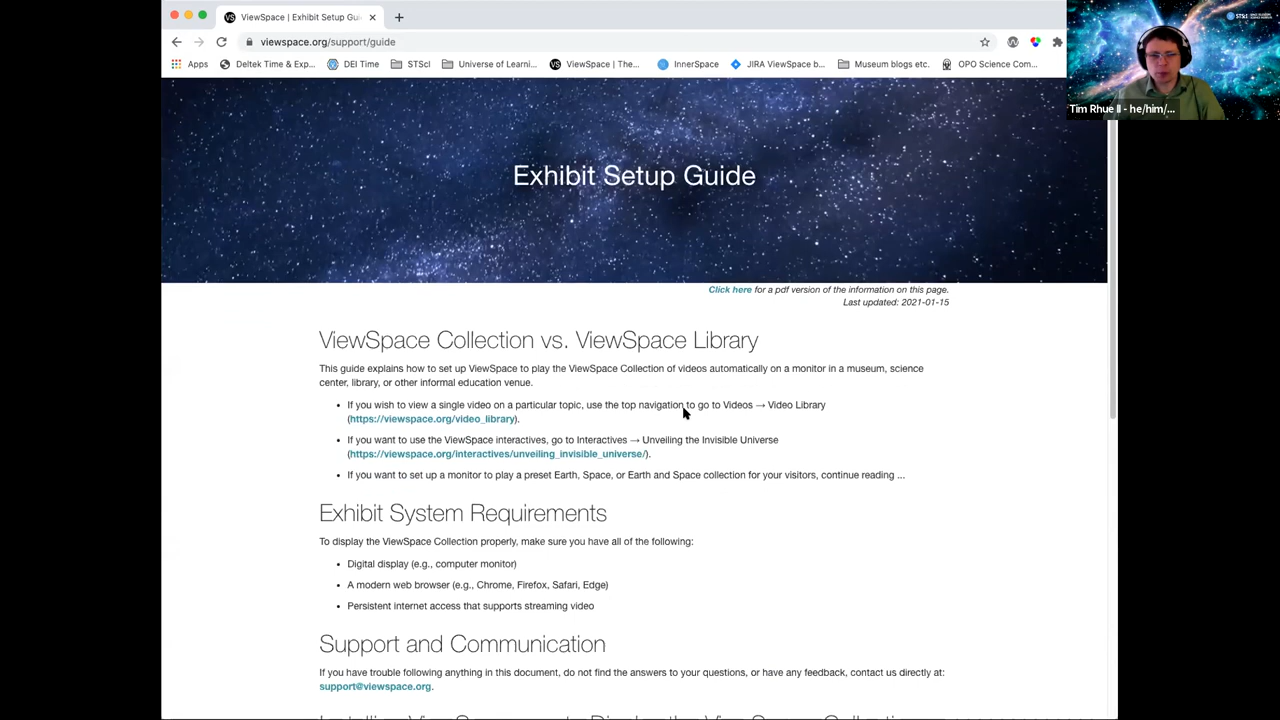 VS ViewSpace | Exhibit Setup Gui
viewspace.org/support/guide
Apps Deltek Time & Exp... DEI Time STScI Universe of Learni... VS ViewSpace | The... InnerSpace JIRA ViewSpace b... Museum blogs etc. OPO Science Com...
STScI
Tim Rhue II - he/him/...
Exhibit Setup Guide
Click here for a pdf version of the information on this page.
Last updated: 2021-01-15
ViewSpace Collection vs. ViewSpace Library
This guide explains how to set up ViewSpace to play the ViewSpace Collection of videos automatically on a monitor in a museum, science
center, library, or other informal education venue.
• If you wish to view a single video on a particular topic, use the top navigation to go to Videos → Video Library
(https://viewspace.org/video_library).
• If you want to use the ViewSpace interactives, go to Interactives → Unveiling the Invisible Universe
(https://viewspace.org/interactives/unveiling_invisible_universe/).
• If you want to set up a monitor to play a preset Earth, Space, or Earth and Space collection for your visitors, continue reading ...
Exhibit System Requirements
To display the ViewSpace Collection properly, make sure you have all of the following:
• Digital display (e.g., computer monitor)
• A modern web browser (e.g., Chrome, Firefox, Safari, Edge)
• Persistent internet access that supports streaming video
Support and Communication
If you have trouble following anything in this document, do not find the answers to your questions, or have any feedback, contact us directly at:
support@viewspace.org.